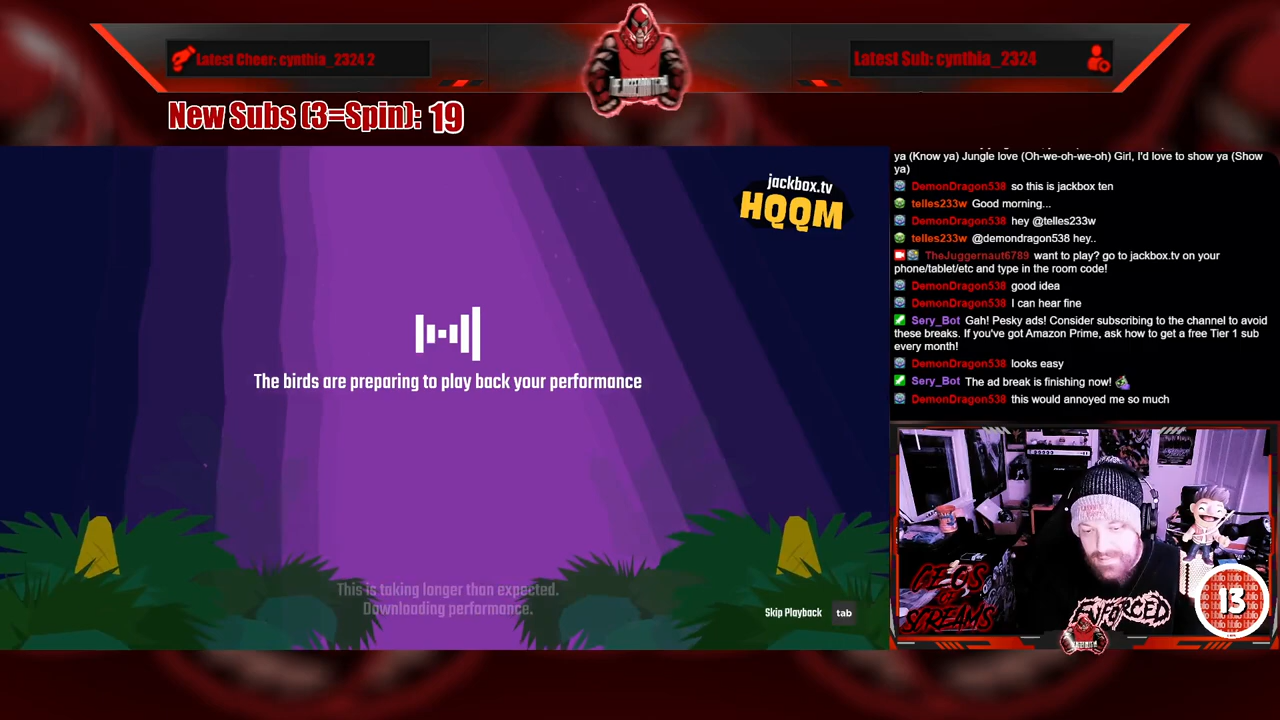 Latest Cheer: cynthia_2324 2
Latest Sub: cynthia_2324
New Subs (3=Spin): 19
jackbox.tv
HQQM
The birds are preparing to play back your performance
This is taking longer than expected.
Downloading performance.
Skip Playback tab
ya (Know ya) Jungle love (Oh-we-oh-we-oh) Girl, I'd love to show ya (Show
ya)
DemonDragon538 so this is jackbox ten
telles233w Good morning...
DemonDragon538 hey @telles233w
telles233w @demondragon538 hey..
TheJuggernaut6789 want to play? go to jackbox.tv on your
phone/tablet/etc and type in the room code!
DemonDragon538 good idea
DemonDragon538 I can hear fine
Sery_Bot Gah! Pesky ads! Consider subscribing to the channel to avoid
these breaks. If you've got Amazon Prime, ask how to get a free Tier 1 sub
every month!
DemonDragon538 looks easy
Sery_Bot The ad break is finishing now!
DemonDragon538 this would annoyed me so much
SCREAMS
ENFORCED
13